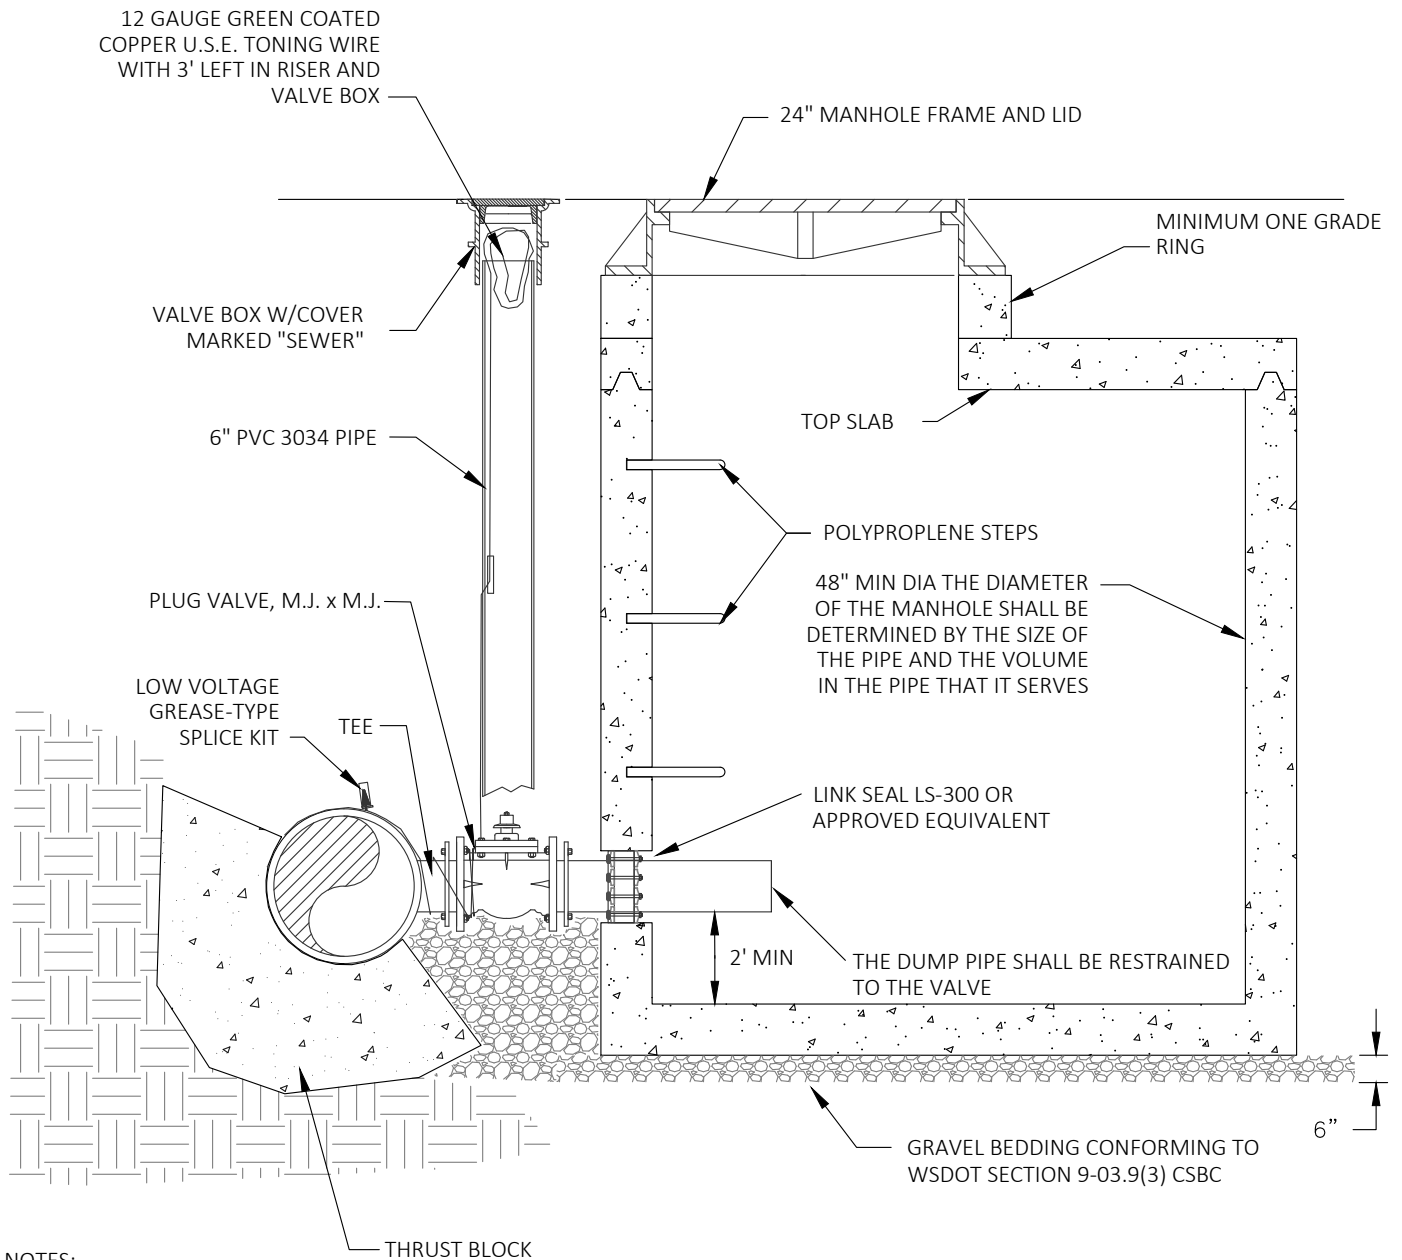 12 GAUGE GREEN COATED
COPPER U.S.E. TONING WIRE
WITH 3' LEFT IN RISER AND
VALVE BOX
24" MANHOLE FRAME AND LID
MINIMUM ONE GRADE
RING
VALVE BOX W/COVER
MARKED "SEWER"
TOP SLAB
6" PVC 3034 PIPE
POLYPROPLENE STEPS
48" MIN DIA THE DIAMETER
OF THE MANHOLE SHALL BE
DETERMINED BY THE SIZE OF
THE PIPE AND THE VOLUME
IN THE PIPE THAT IT SERVES
PLUG VALVE, M.J. x M.J.
LOW VOLTAGE
GREASE-TYPE
SPLICE KIT
TEE
LINK SEAL LS-300 OR
APPROVED EQUIVALENT
2' MIN
THE DUMP PIPE SHALL BE RESTRAINED
TO THE VALVE
6"
GRAVEL BEDDING CONFORMING TO
WSDOT SECTION 9-03.9(3) CSBC
THRUST BLOCK
NOTES: